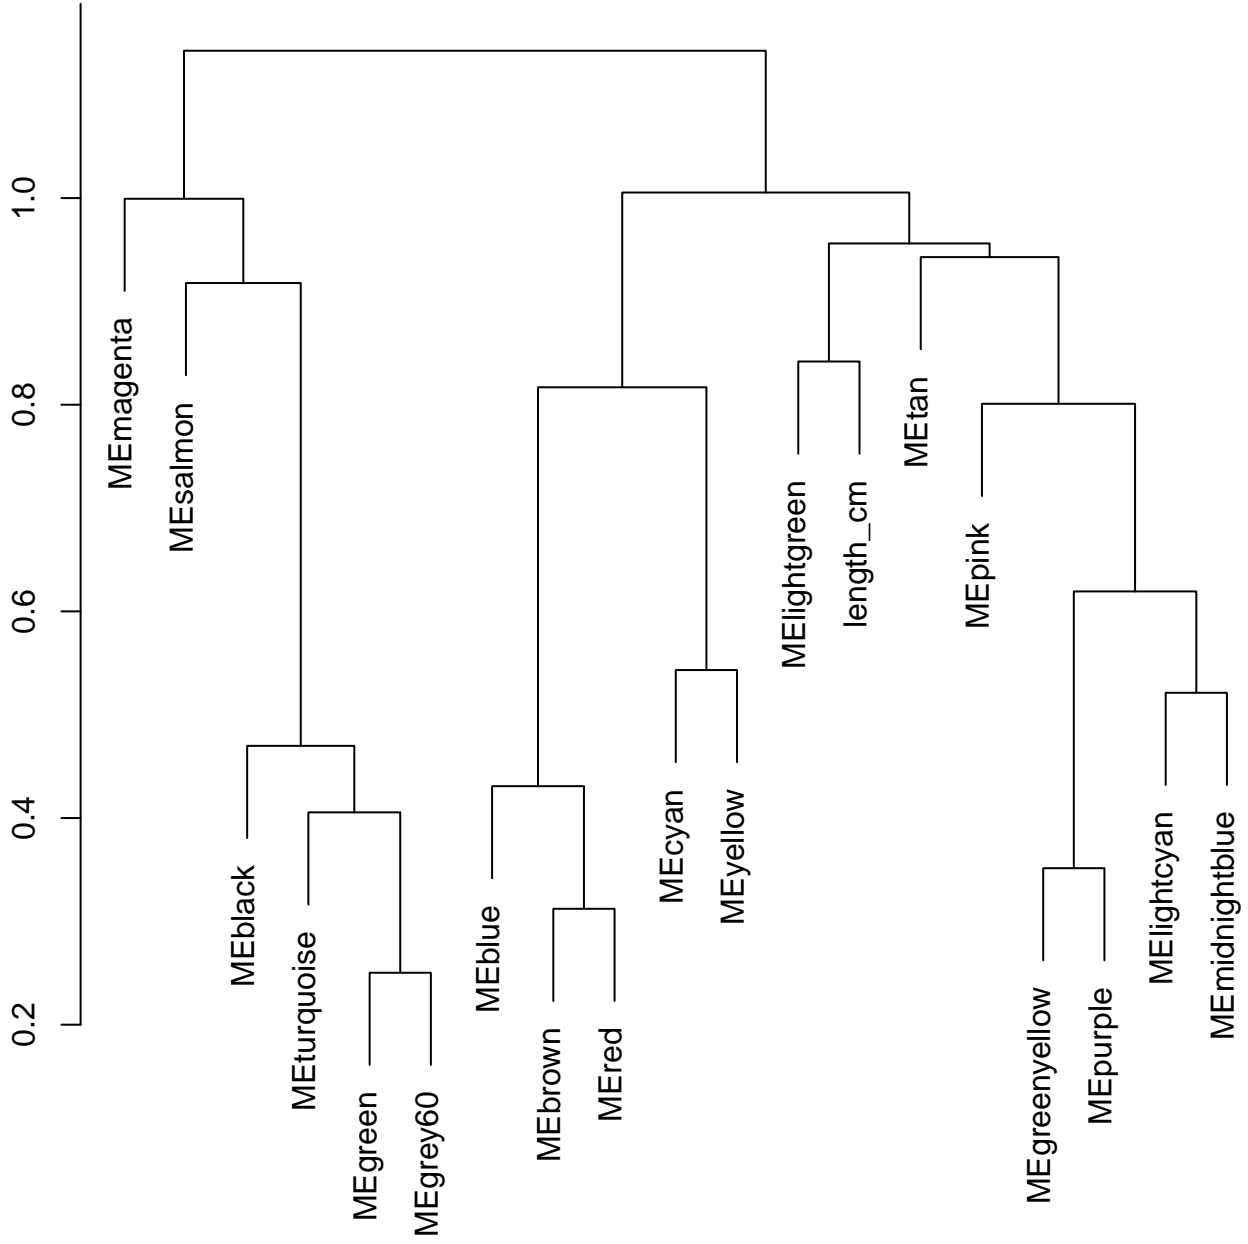 1.0
0.8
0.6
0.4
0.2
MEmagenta
MEsalmon
MEblack
MEturquoise
MEgreen
MEgrey60
MEblue
MEbrown
MEred
MEcyan
MEyellow
MElightgreen
length_cm
MEtan
MEpink
MEgreenyellow
MEpurple
MElightcyan
MEmidnightblue